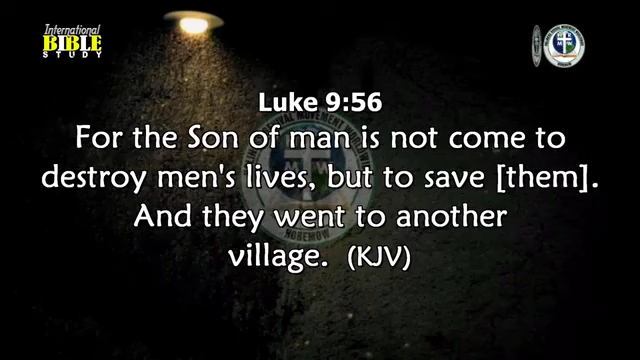 International
BIBLE
STUDY
Luke 9:56
For the Son of man is not come to
destroy men's lives, but to save [them].
And they went to another
village. (KJV)